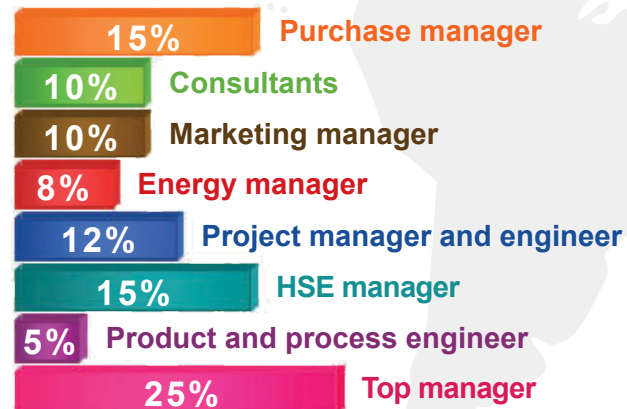 15% Purchase manager
10% Consultants
10% Marketing manager
8% Energy manager
12% Project manager and engineer
15% HSE manager
5% Product and process engineer
25% Top manager